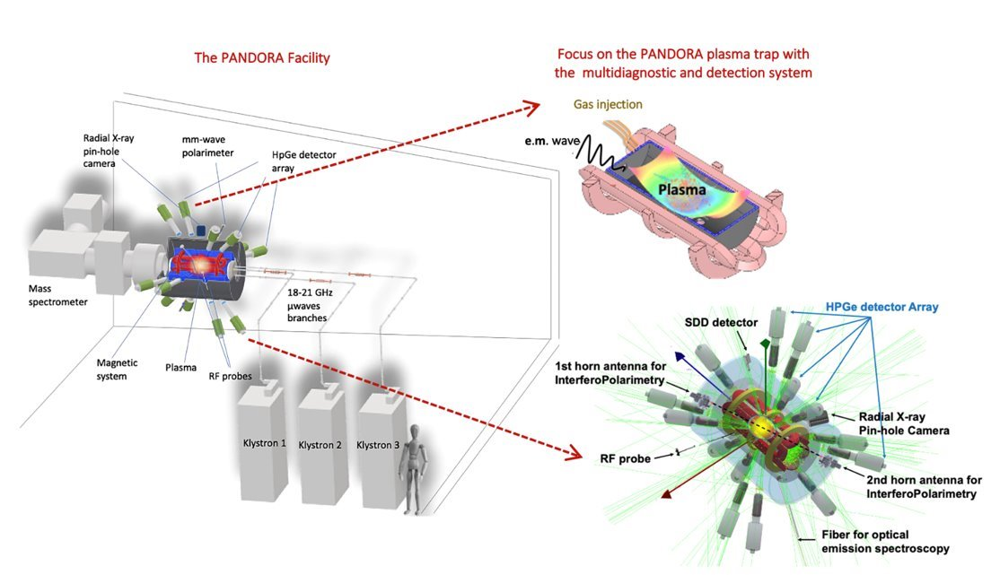 The PANDORA Facility
Focus on the PANDORA plasma trap with
the multidiagnostic and detection system
Gas injection
e.m. wave
Plasma
Radial X-ray
pin-hole
camera
mm-wave
polarimeter
HpGe detector
array
Mass
spectrometer
18-21 GHz
μwaves
branches
Magnetic
system
Plasma
RF probes
Klystron 1
Klystron 2
Klystron 3
HPGe detector Array
SDD detector
1st horn antenna for
InterferoPolarimetry
Radial X-ray
Pin-hole Camera
RF probe
2nd horn antenna for
InterferoPolarimetry
Fiber for optical
emission spectroscopy